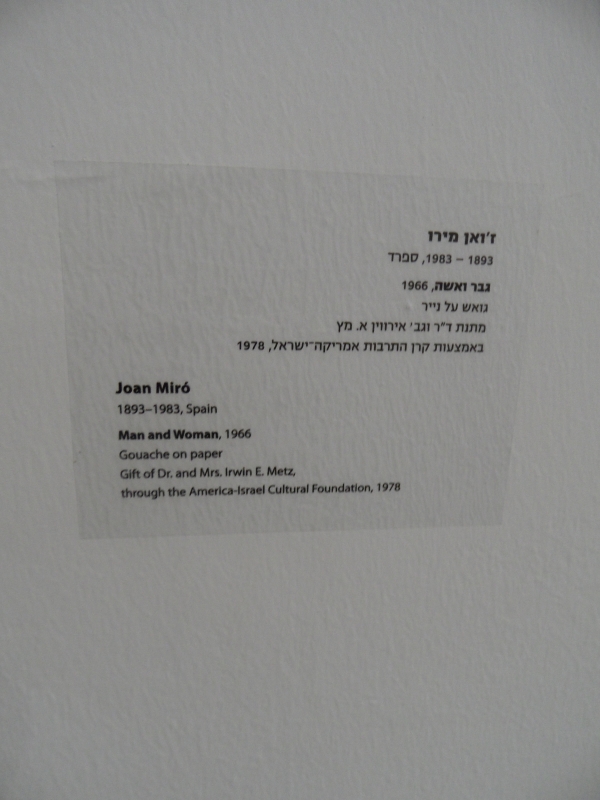 ז'ואן מירו
1893 – 1983, ספרד
גבר ואשה, 1966
גואש על נייר
מתנת ד"ר וגב' אירווין א. מץ
באמצעות קרן התרבות אמריקה־ישראל, 1978
Joan Miró
1893–1983, Spain
Man and Woman, 1966
Gouache on paper
Gift of Dr. and Mrs. Irwin E. Metz,
through the America-Israel Cultural Foundation, 1978